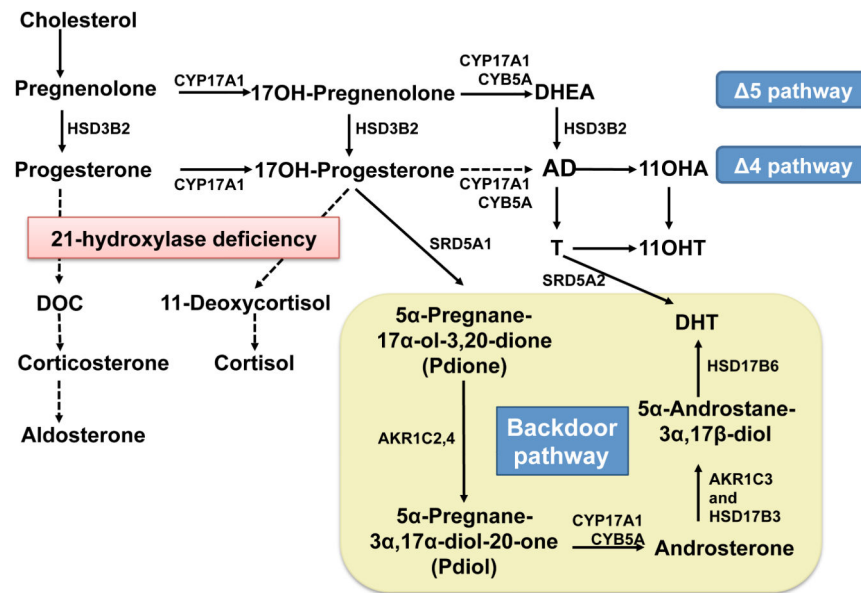 Cholesterol
Pregnenolone
CYP17A1
17OH-Pregnenolone
CYP17A1
CYB5A
DHEA
Δ5 pathway
HSD3B2
HSD3B2
HSD3B2
Progesterone
CYP17A1
17OH-Progesterone
CYP17A1
CYB5A
AD
11OHA
Δ4 pathway
21-hydroxylase deficiency
SRD5A1
T
11OHT
SRD5A2
DOC
11-Deoxycortisol
Corticosterone
Cortisol
Aldosterone
5α-Pregnane-
17α-ol-3,20-dione
(Pdione)
DHT
HSD17B6
AKR1C2,4
Backdoor
pathway
5α-Androstane-
3α,17β-diol
AKR1C3
and
HSD17B3
5α-Pregnane-
3α,17α-diol-20-one
(Pdiol)
CYP17A1
CYB5A
Androsterone